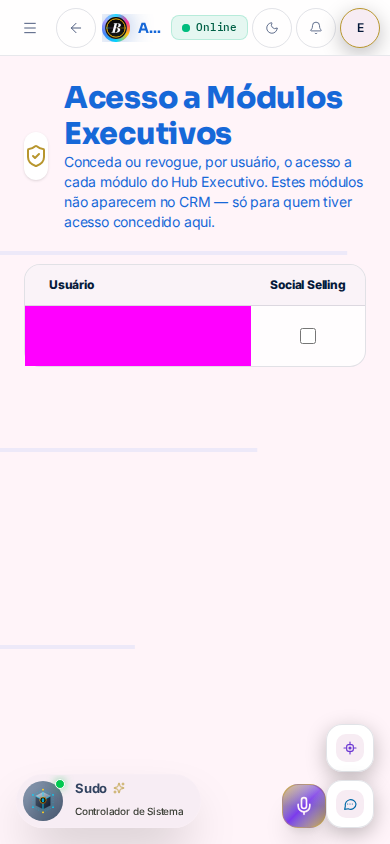 B
A...
Online
E
Acesso a Módulos
Executivos
Conceda ou revogue, por usuário, o acesso a
cada módulo do Hub Executivo. Estes módulos
não aparecem no CRM — só para quem tiver
acesso concedido aqui.
Usuário
Social Selling
Sudo
Controlador de Sistema